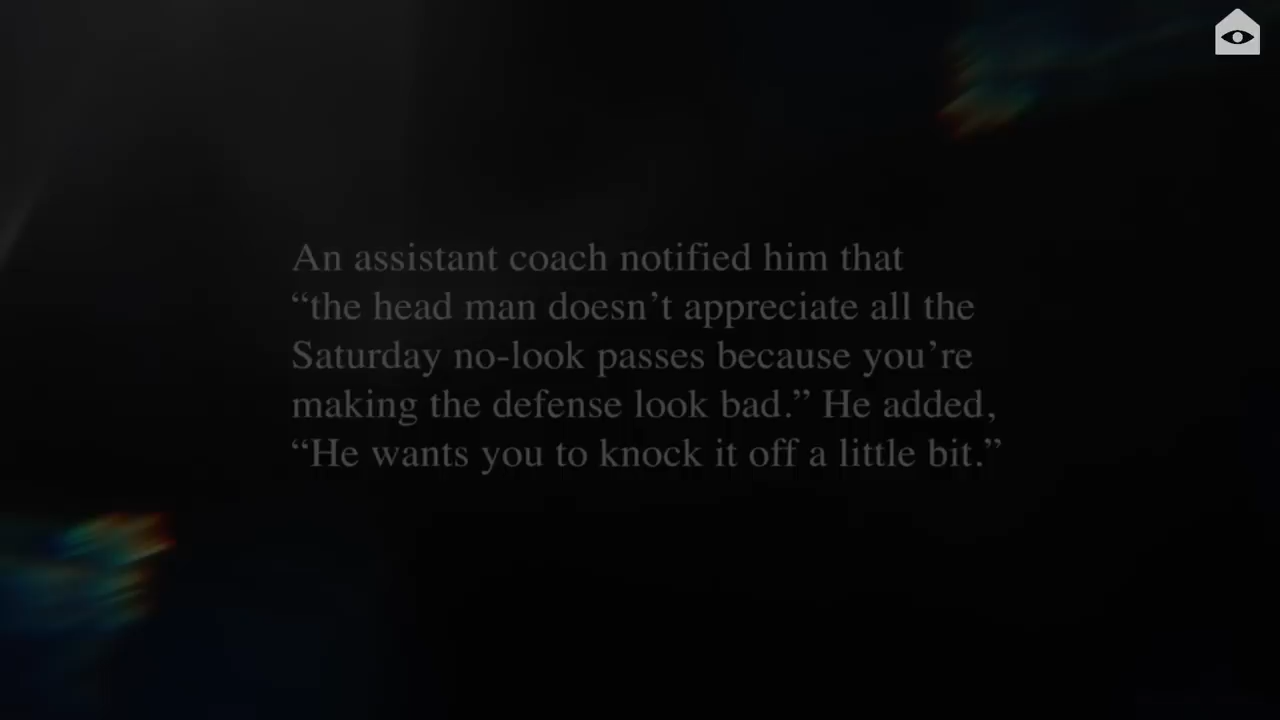 An assistant coach notified him that
“the head man doesn’t appreciate all the
Saturday no-look passes because you’re
making the defense look bad.” He added,
“He wants you to knock it off a little bit.”